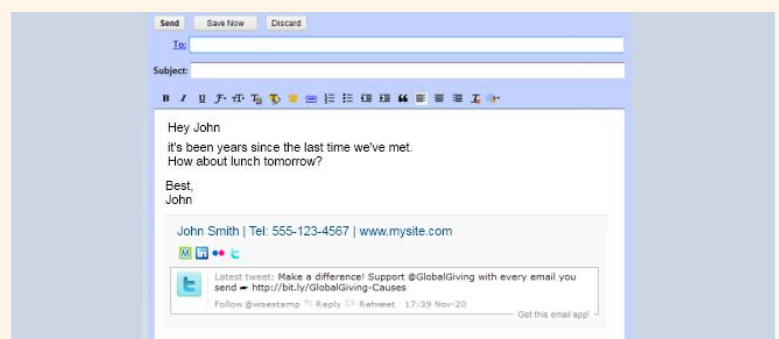 Send Save Now Discard
To:
Subject:
Hey John
it's been years since the last time we've met.
How about lunch tomorrow?
Best,
John
John Smith | Tel: 555-123-4567 | www.mysite.com
Latest tweet: Make a difference! Support @GlobalGiving with every email you
send ➨ http://bit.ly/GlobalGiving-Causes
Follow @wisestamp Reply Retweet 17:39 Nov-20
Get this email app!